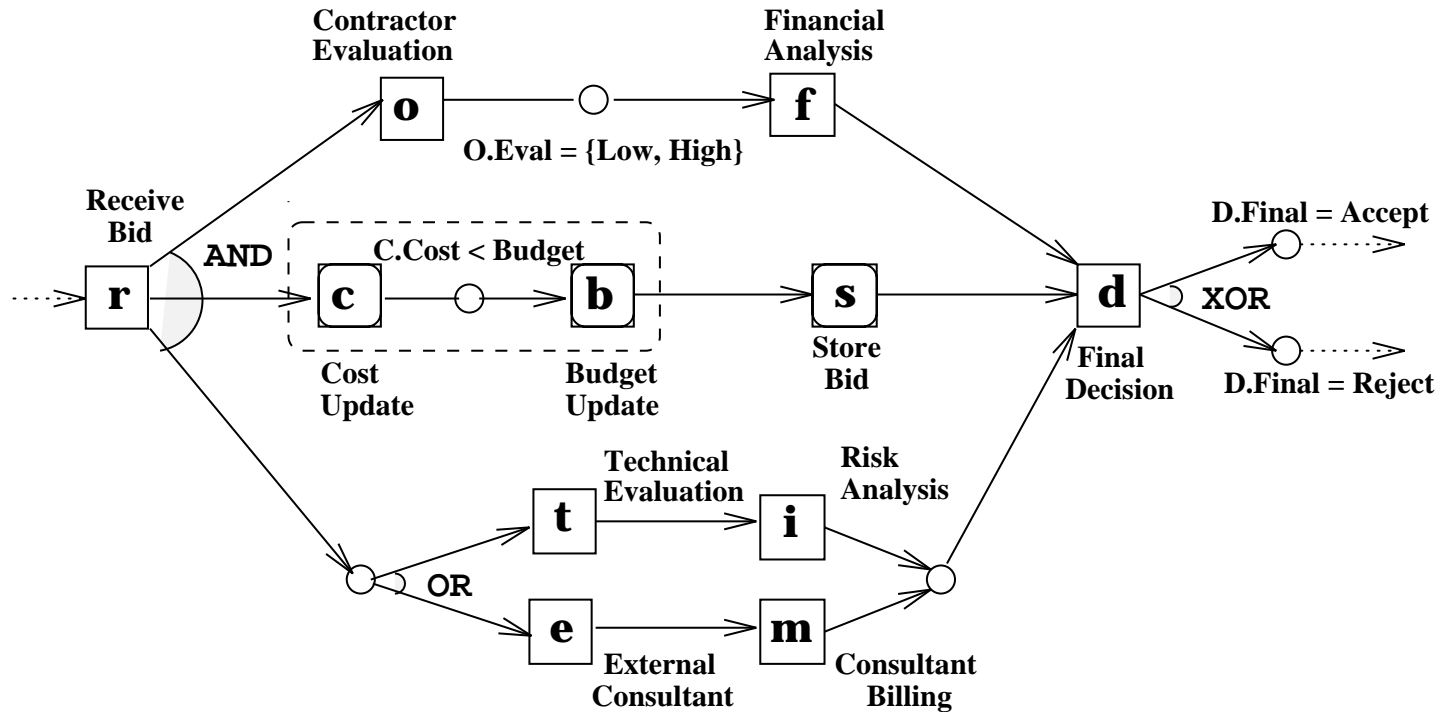 Contractor
Evaluation
Financial
Analysis
o
f
O.Eval = {Low, High}
Receive
Bid
AND
C.Cost < Budget
D.Final = Accept
r
c
b
s
d
XOR
Cost
Update
Budget
Update
Store
Bid
Final
Decision
D.Final = Reject
Technical
Evaluation
Risk
Analysis
t
i
OR
e
m
External
Consultant
Consultant
Billing